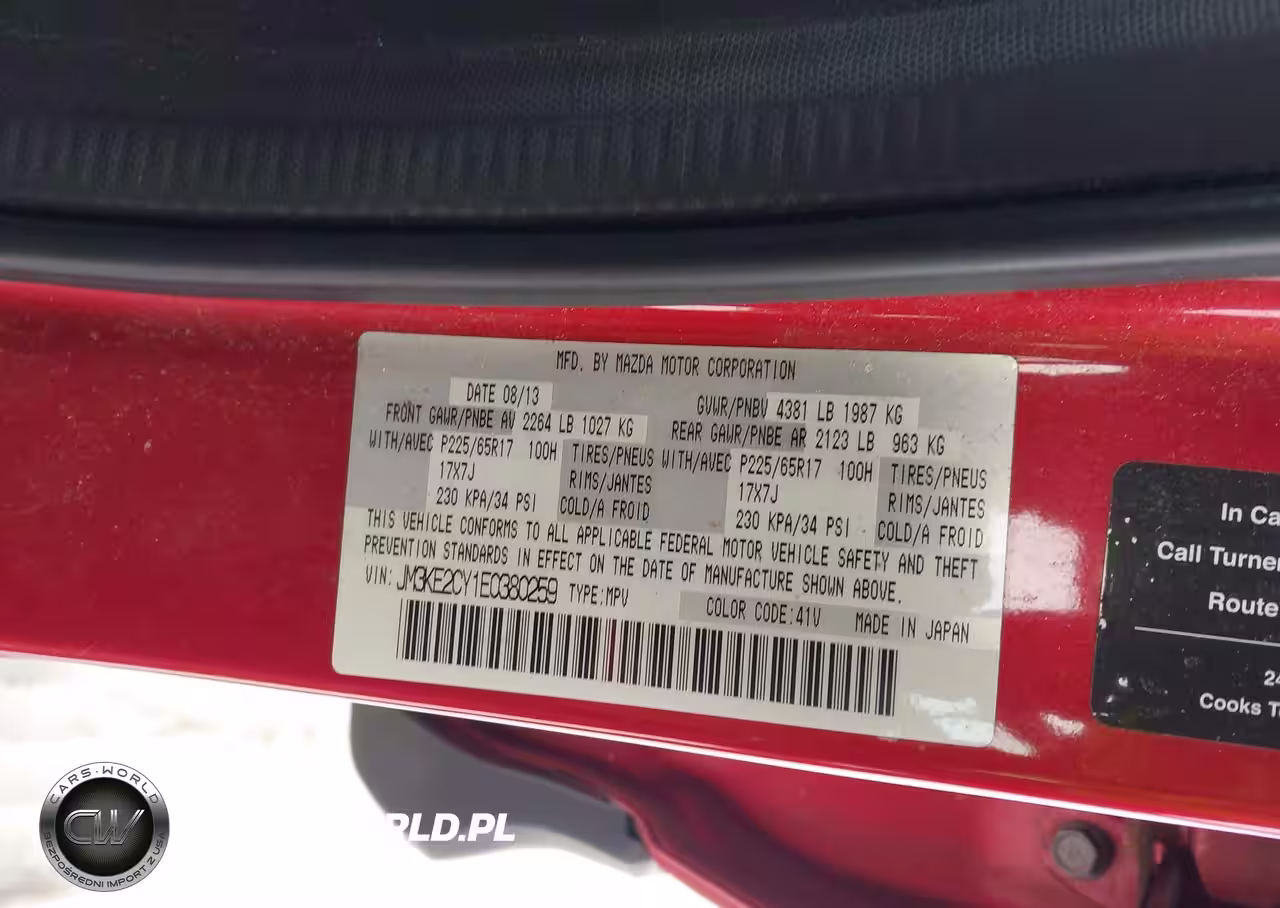 MFD. BY MAZDA MOTOR CORPORATION
DATE 08/13
GVWR/PNBV 4381 LB 1987 KG
FRONT GAWR/PNBE AV 2264 LB 1027 KG
REAR GAWR/PNBE AR 2123 LB 963 KG
WITH/AVEC P225/65R17 100H TIRES/PNEUS WITH/AVEC P225/65R17 100H TIRES/PNEUS
17X7J RIMS/JANTES 17X7J RIMS/JANTES
230 KPA/34 PSI COLD/A FROID 230 KPA/34 PSI COLD/A FROID
THIS VEHICLE CONFORMS TO ALL APPLICABLE FEDERAL MOTOR VEHICLE SAFETY AND THEFT
PREVENTION STANDARDS IN EFFECT ON THE DATE OF MANUFACTURE SHOWN ABOVE.
VIN: JM3KE2CY1E0380259 TYPE:MPV COLOR CODE:41V MADE IN JAPAN
In Ca
Call Turne
Route
24
Cooks T
CARS-WORLD
CW
BEZPOŚREDNI IMPORT Z USA
RLD.PL